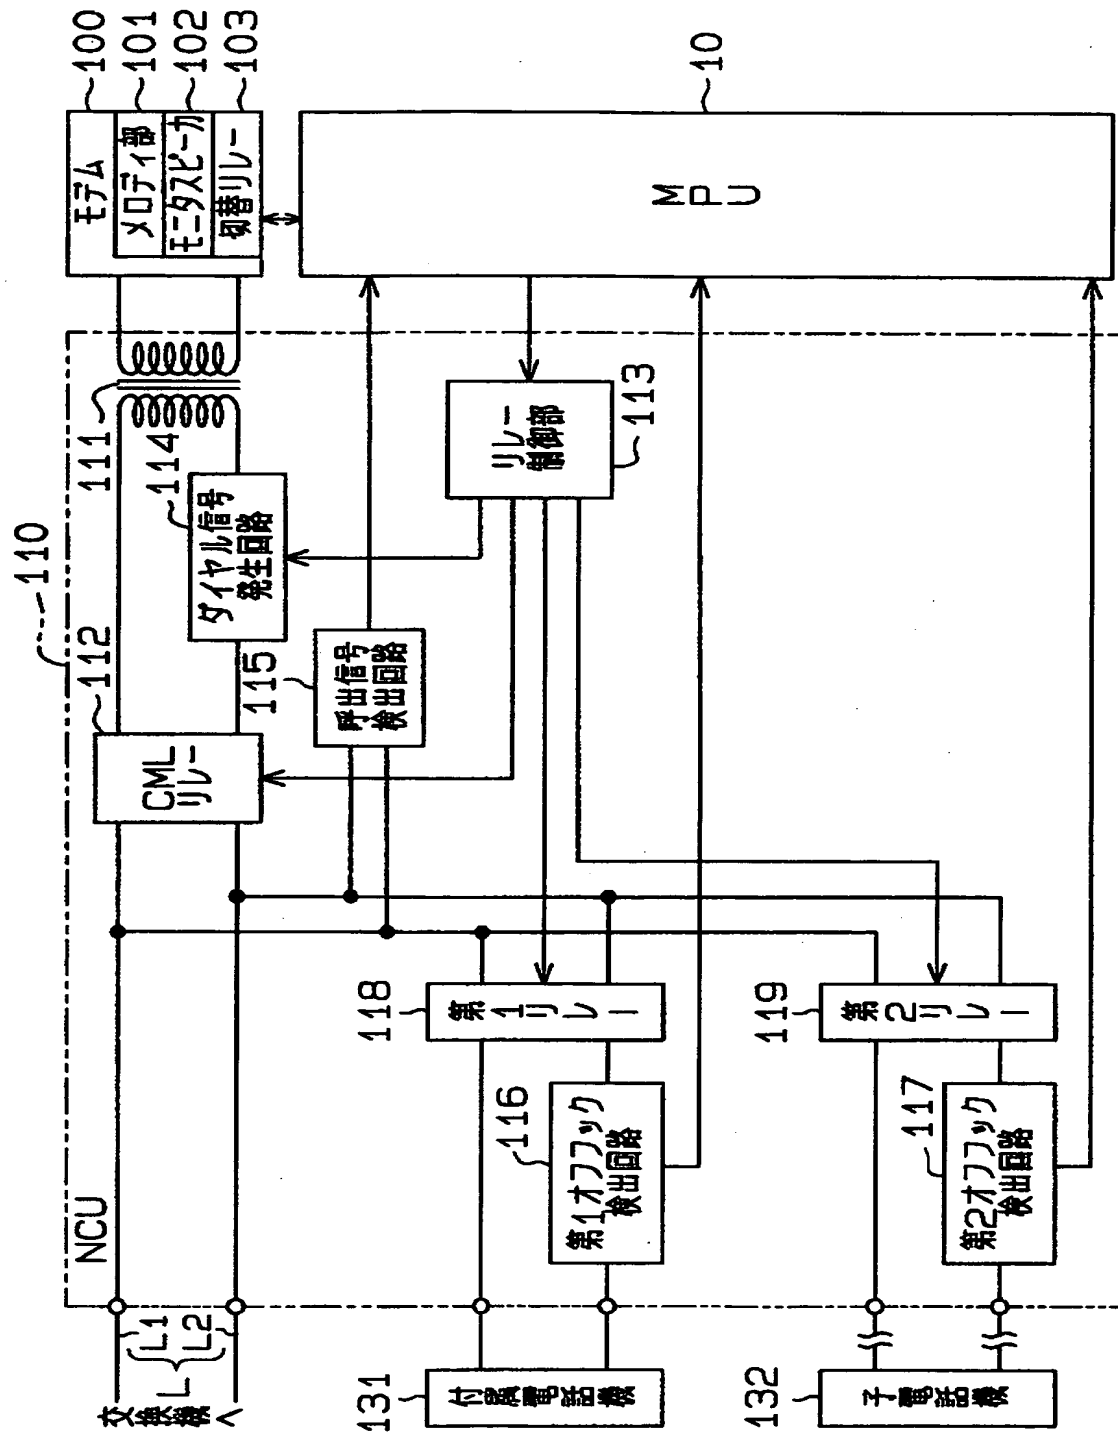 110
NCU
交換機へ
L
L1
L2
112
CML
リレー
111
114
ダイヤル信号
発生回路
モデム
100
メロディ部
101
モニタスピーカ
102
切替リレー
103
115
呼出信号
検出回路
リレー
制御部
113
MPU
10
131
付属電話機
118
第1リレー
116
第1オフフック
検出回路
132
子電話機
119
第2リレー
117
第2オフフック
検出回路